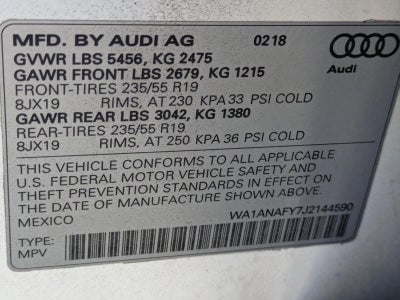 MFD. BY AUDI AG 0218
GVWR LBS 5456, KG 2475
GAWR FRONT LBS 2679, KG 1215
FRONT-TIRES 235/55 R19
8JX19 RIMS, AT 230 KPA 33 PSI COLD
GAWR REAR LBS 3042, KG 1380
REAR-TIRES 235/55 R19
8JX19 RIMS, AT 250 KPA 36 PSI COLD
Audi
THIS VEHICLE CONFORMS TO ALL APPLICABLE
U.S. FEDERAL MOTOR VEHICLE SAFETY AND
THEFT PREVENTION STANDARDS IN EFFECT ON
THE DATE OF MANUFACTURE SHOWN ABOVE.
MEXICO WA1ANAFY7J2144590
TYPE:
MPV